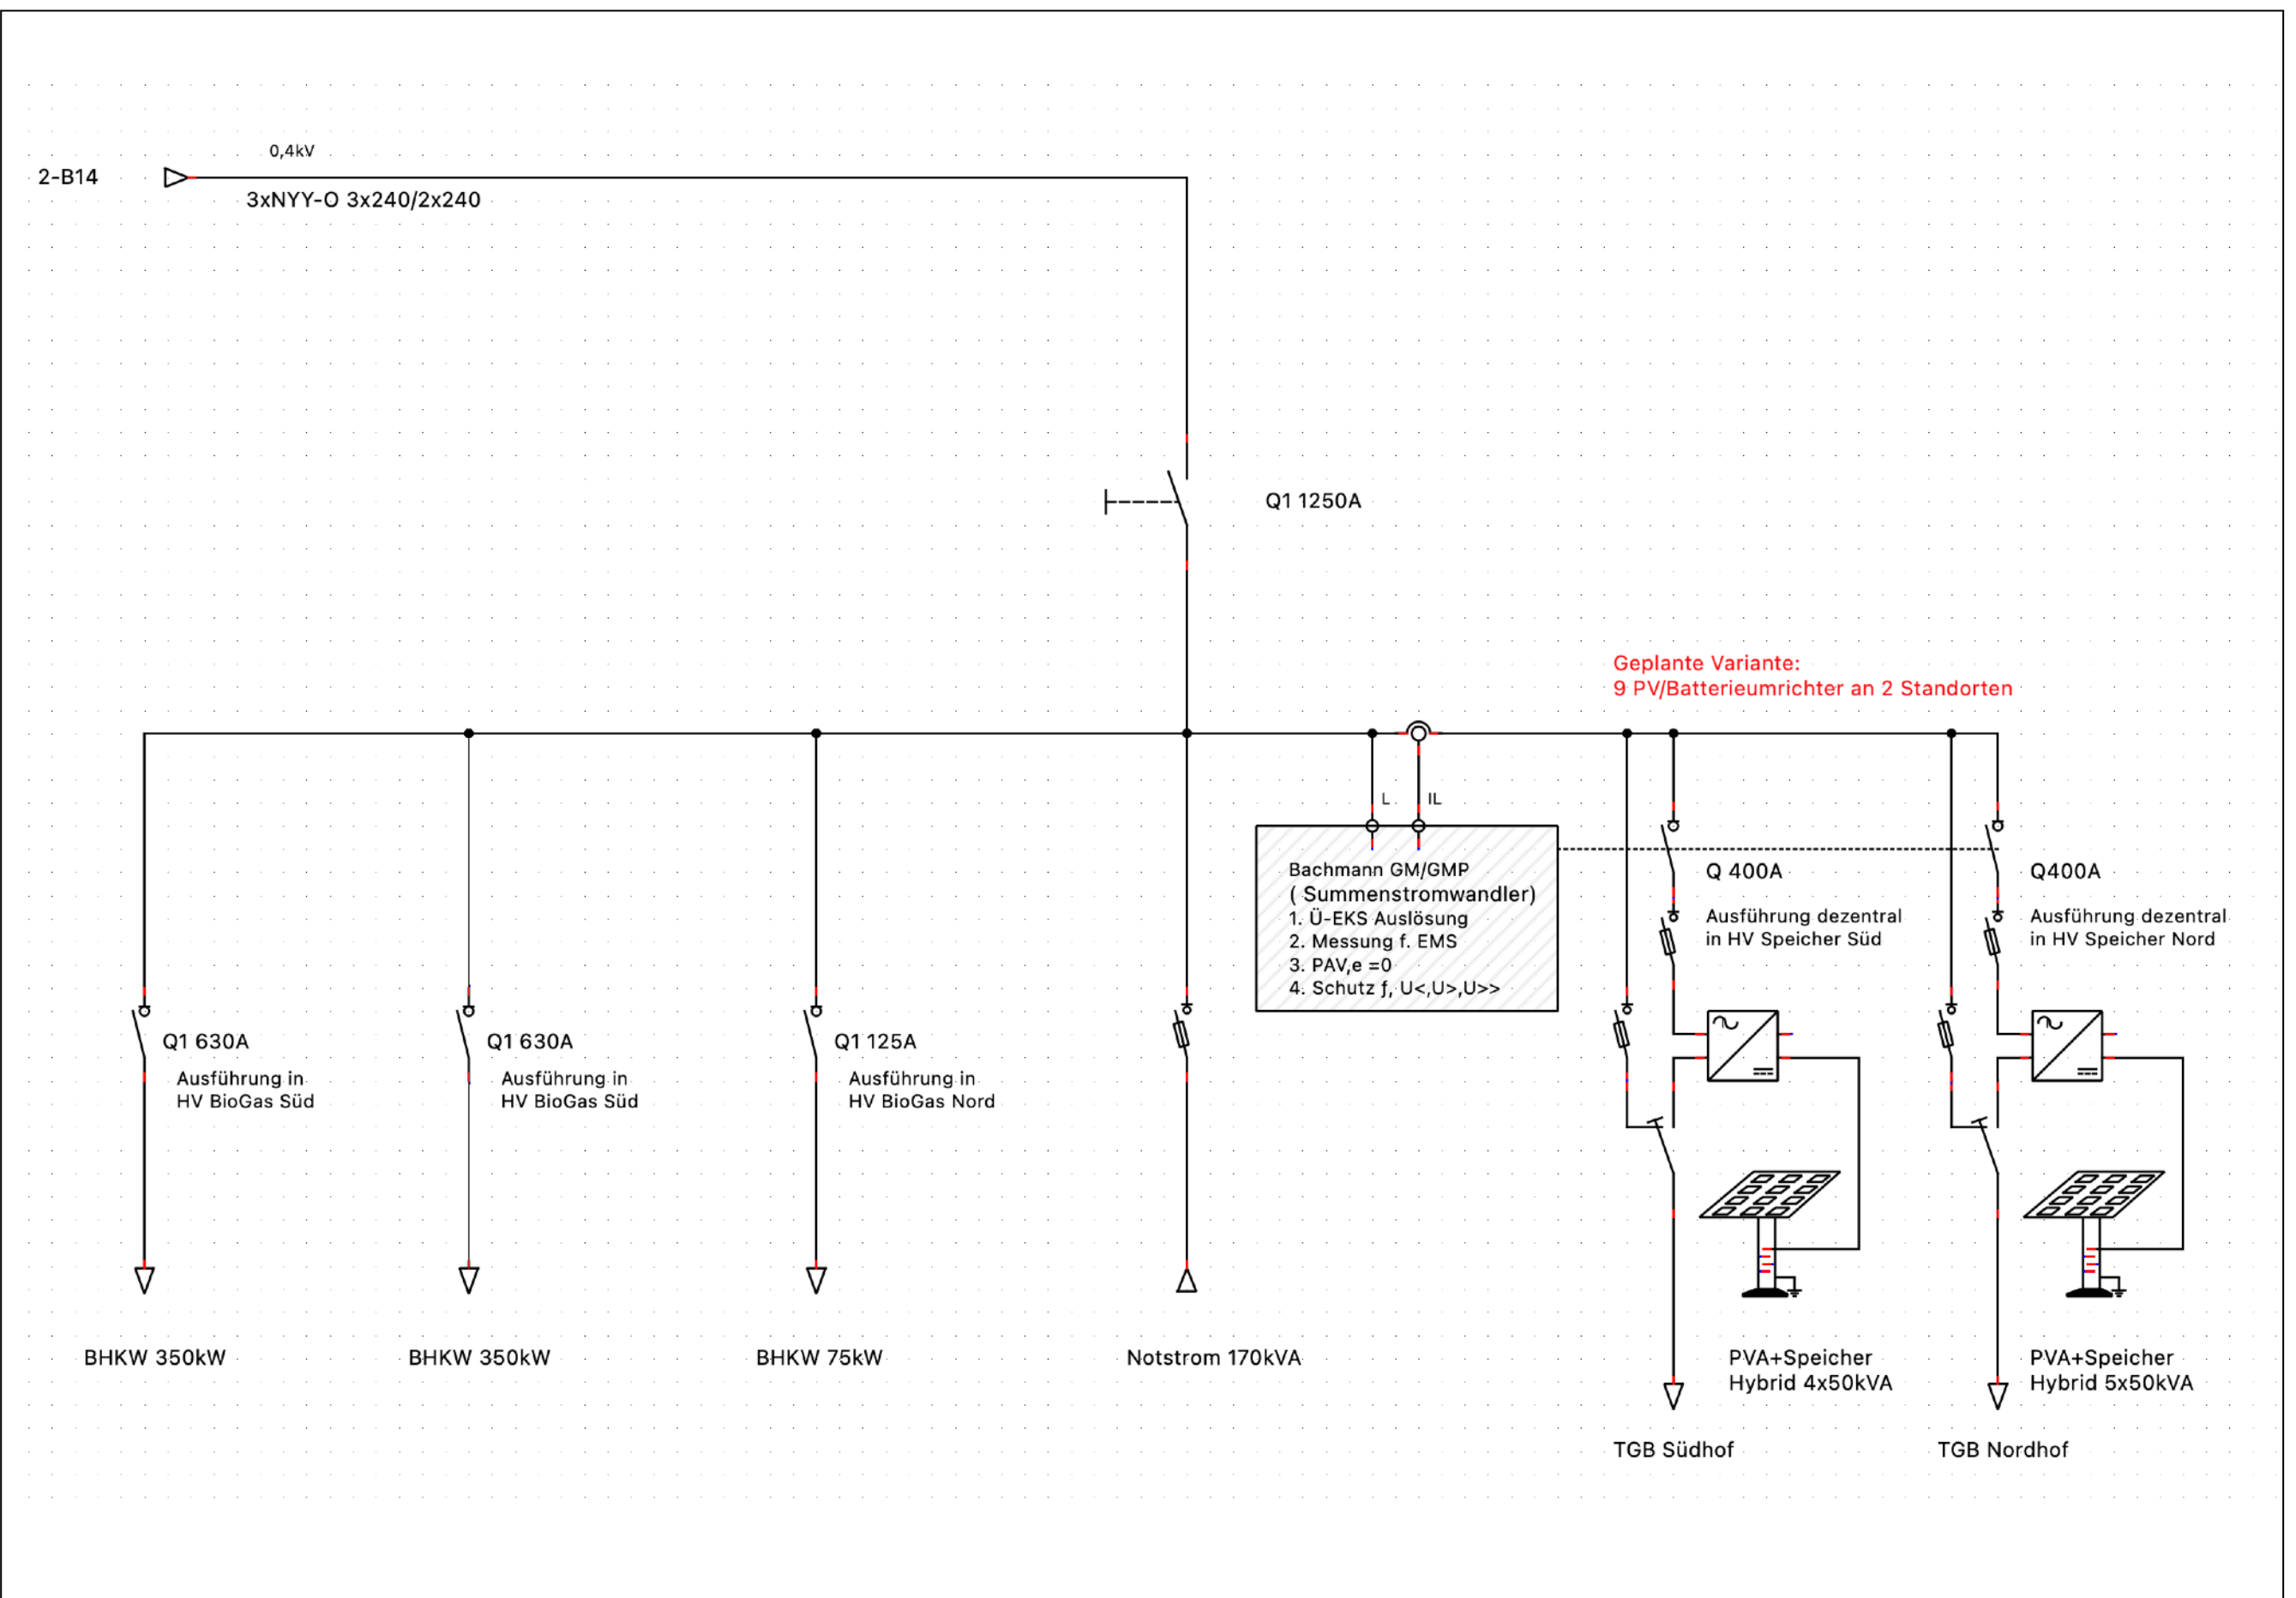 0,4kV
2-B14
3xNYY-O 3x240/2x240
Q1 1250A
Geplante Variante:
9 PV/Batterieumrichter an 2 Standorten
L
IL
Bachmann GM/GMP
( Summenstromwandler)
1. Ü-EKS Auslösung
2. Messung f. EMS
3. PAV,e =0
4. Schutz ƒ, U<,U>,U>>
Q 400A
Ausführung dezentral
in HV Speicher Süd
Q400A
Ausführung dezentral
in HV Speicher Nord
Q1 630A
Ausführung in
HV BioGas Süd
Q1 630A
Ausführung in
HV BioGas Süd
Q1 125A
Ausführung in
HV BioGas Nord
BHKW 350kW
BHKW 350kW
BHKW 75kW
Notstrom 170kVA
PVA+Speicher
Hybrid 4x50kVA
PVA+Speicher
Hybrid 5x50kVA
TGB Südhof
TGB Nordhof